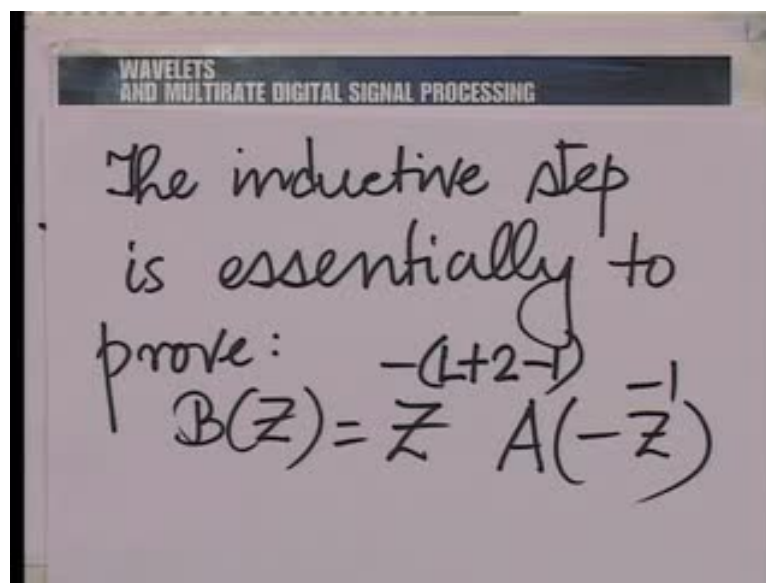 WAVELETS
AND MULTIRATE DIGITAL SIGNAL PROCESSING
The inductive step
is essentially to
prove:
B(Z) = Z^{-(L+2-1)} A(-Z^{-1})